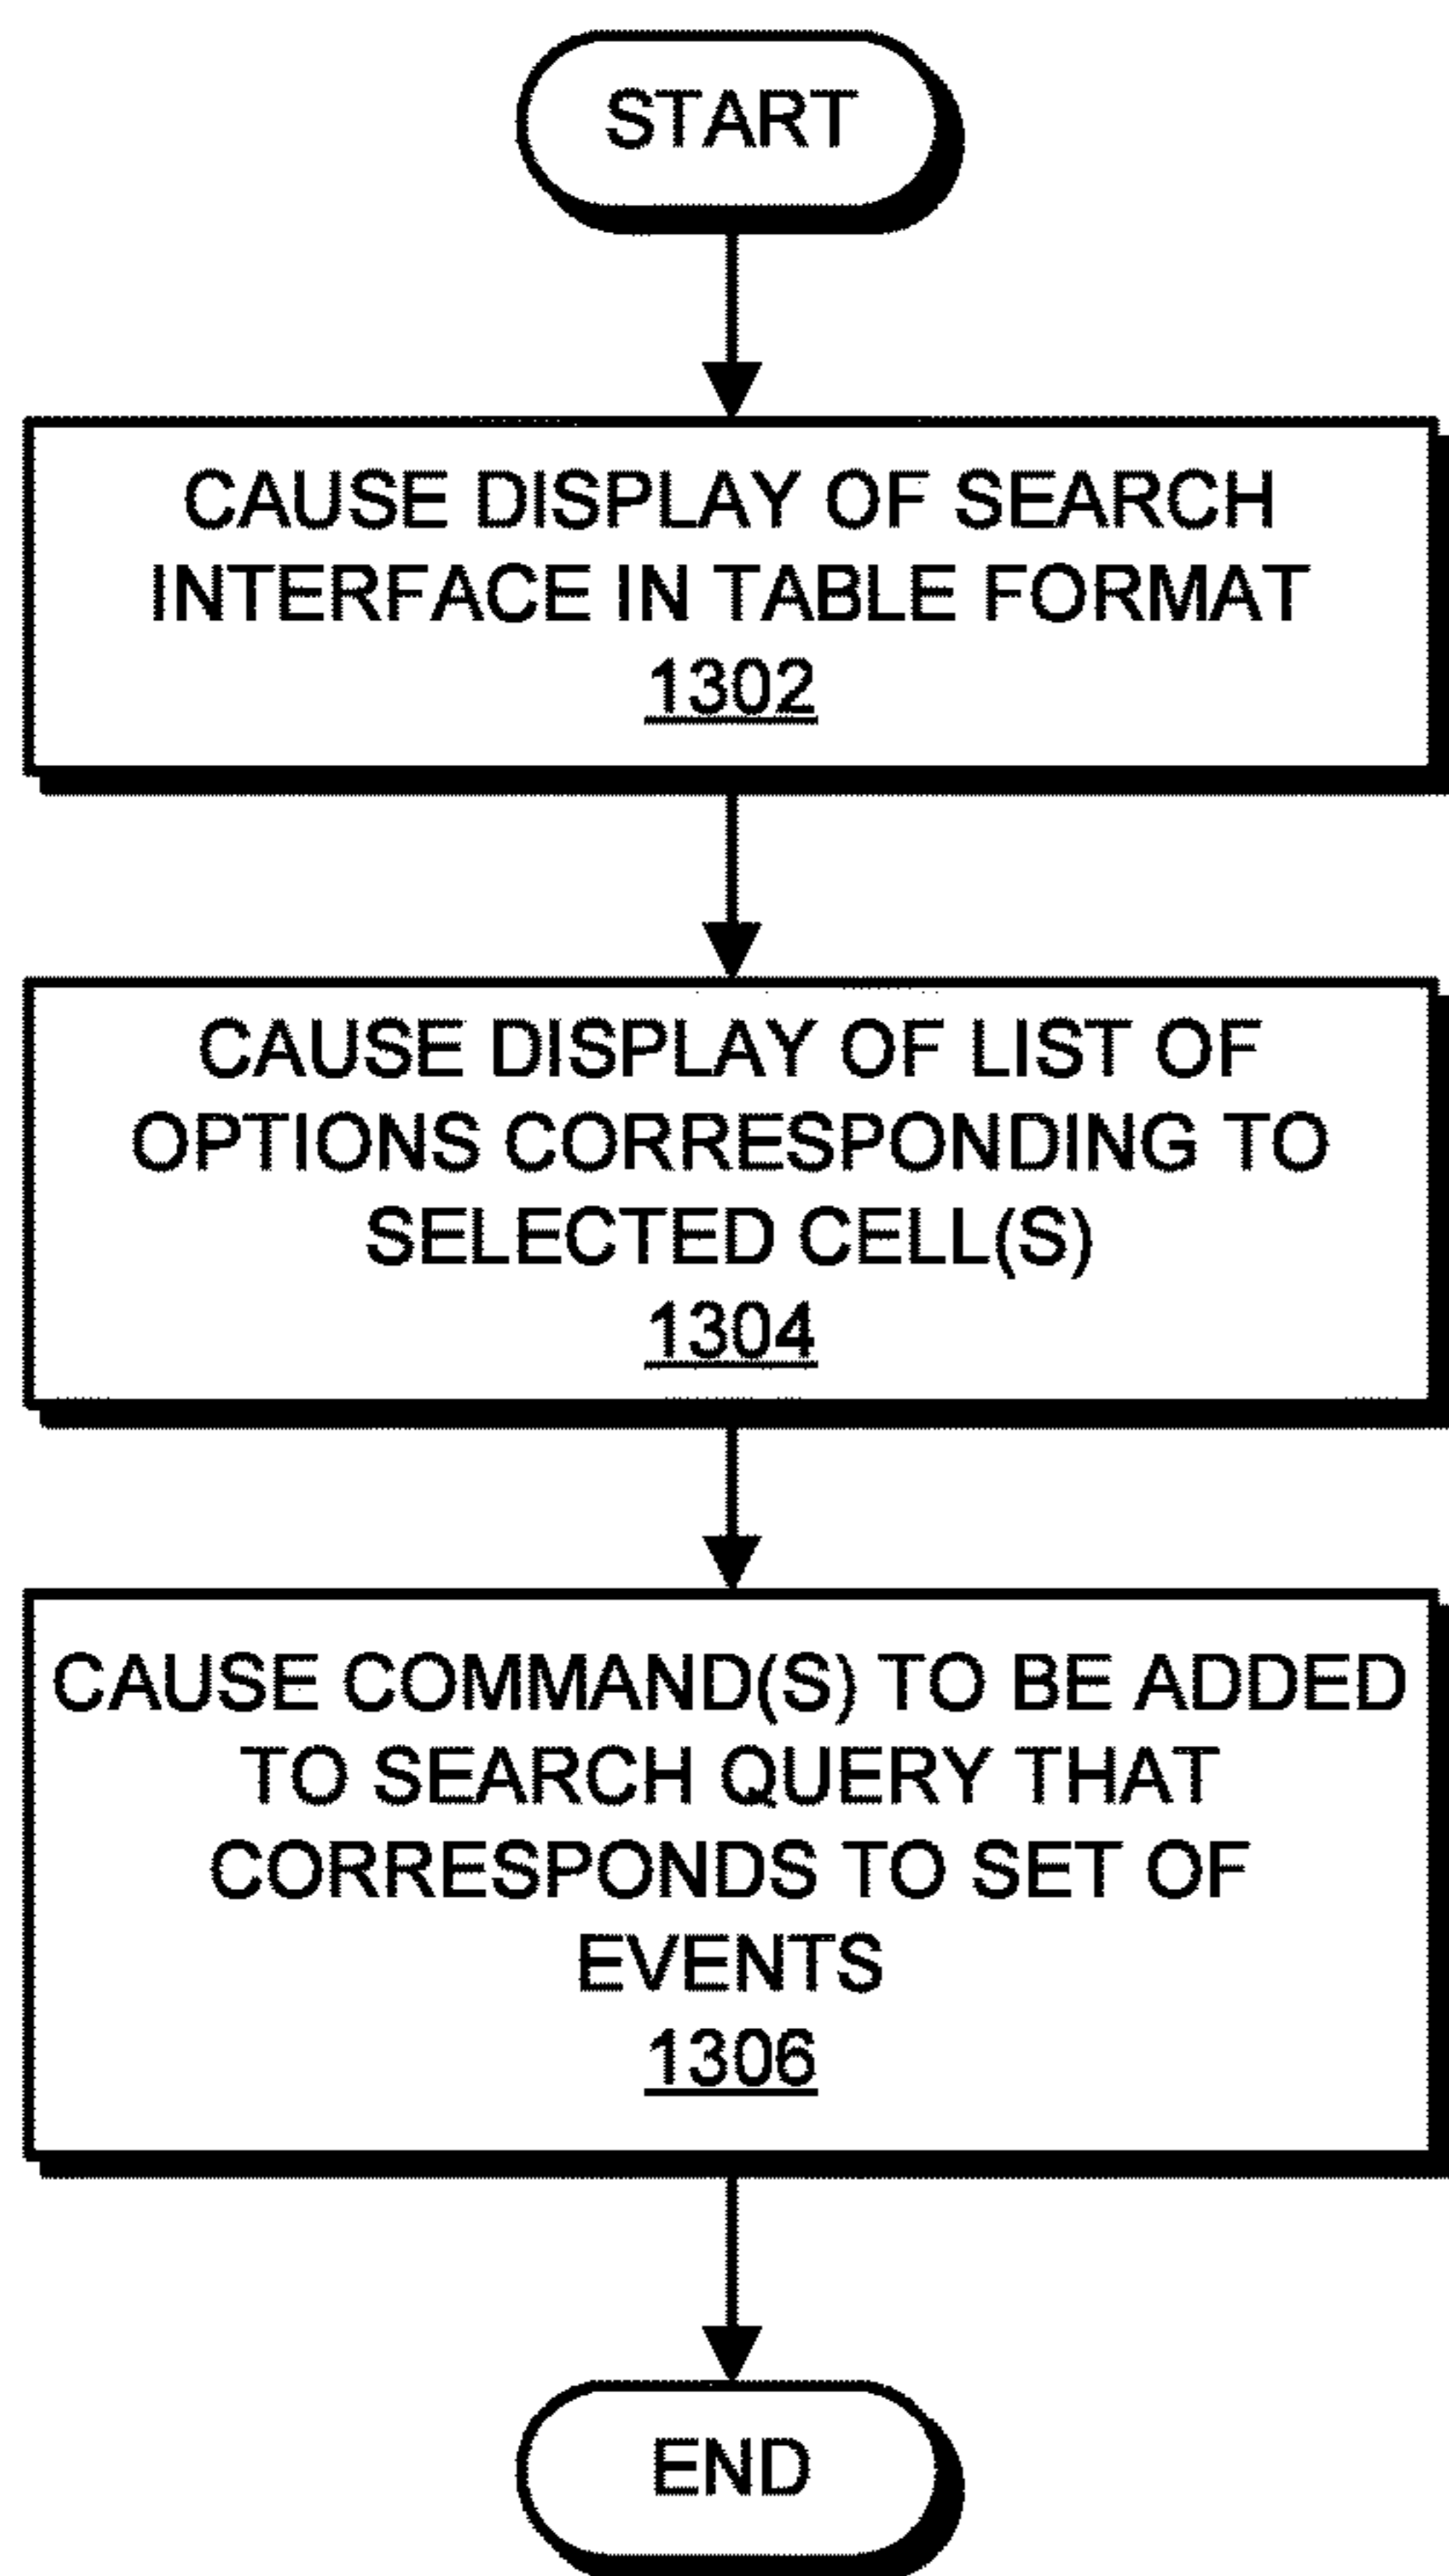 START
CAUSE DISPLAY OF SEARCH
INTERFACE IN TABLE FORMAT
1302
CAUSE DISPLAY OF LIST OF
OPTIONS CORRESPONDING TO
SELECTED CELL(S)
1304
CAUSE COMMAND(S) TO BE ADDED
TO SEARCH QUERY THAT
CORRESPONDS TO SET OF
EVENTS
1306
END